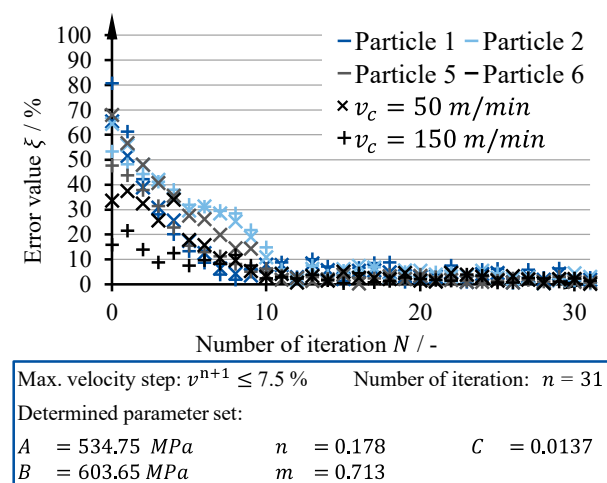 100
90
80
70
60
50
40
30
20
10
0
Error value ξ / %
Particle 1 Particle 2
Particle 5 Particle 6
v_c = 50 m/min
v_c = 150 m/min
0 10 20 30
Number of iteration N / -
Max. velocity step: vⁿ⁺¹ ≤ 7.5 % Number of iteration: n = 31
Determined parameter set:
A = 534.75 MPa n = 0.178 C = 0.0137
B = 603.65 MPa m = 0.713